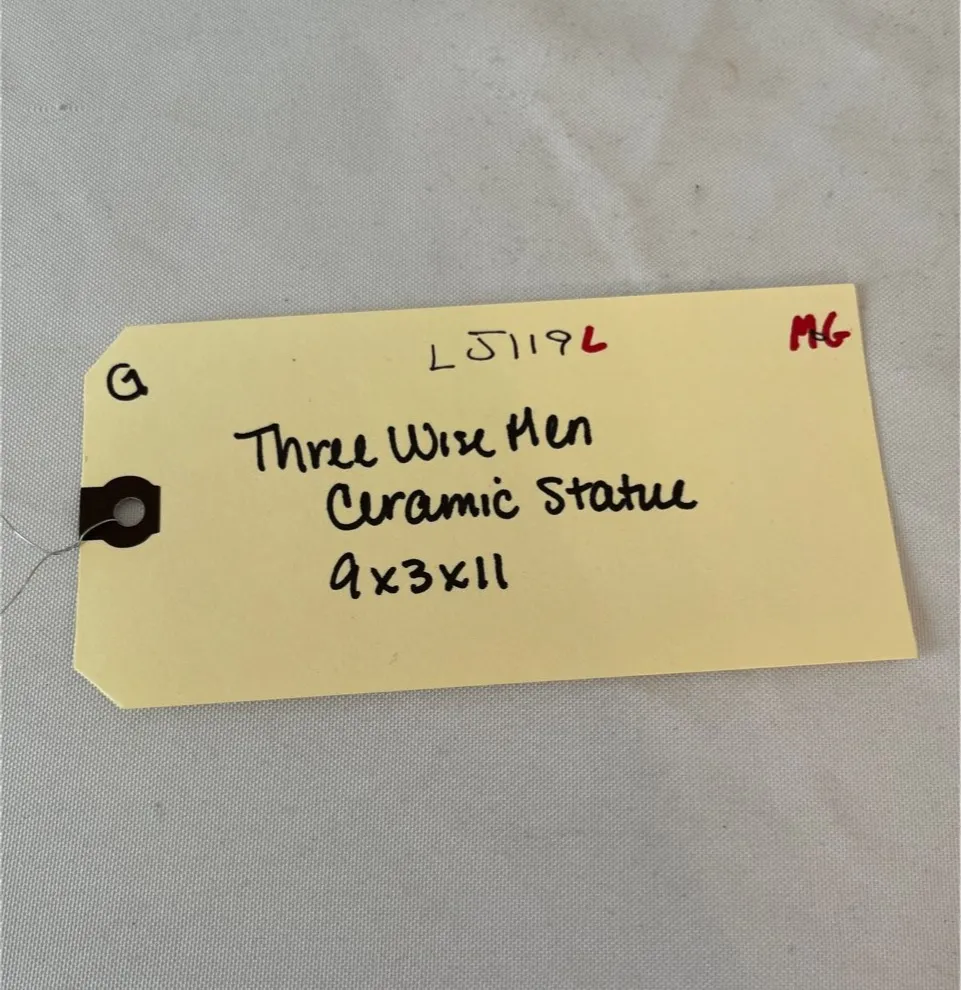 LJ119L MG
G
Three Wise Men
Ceramic Statue
9x3x11